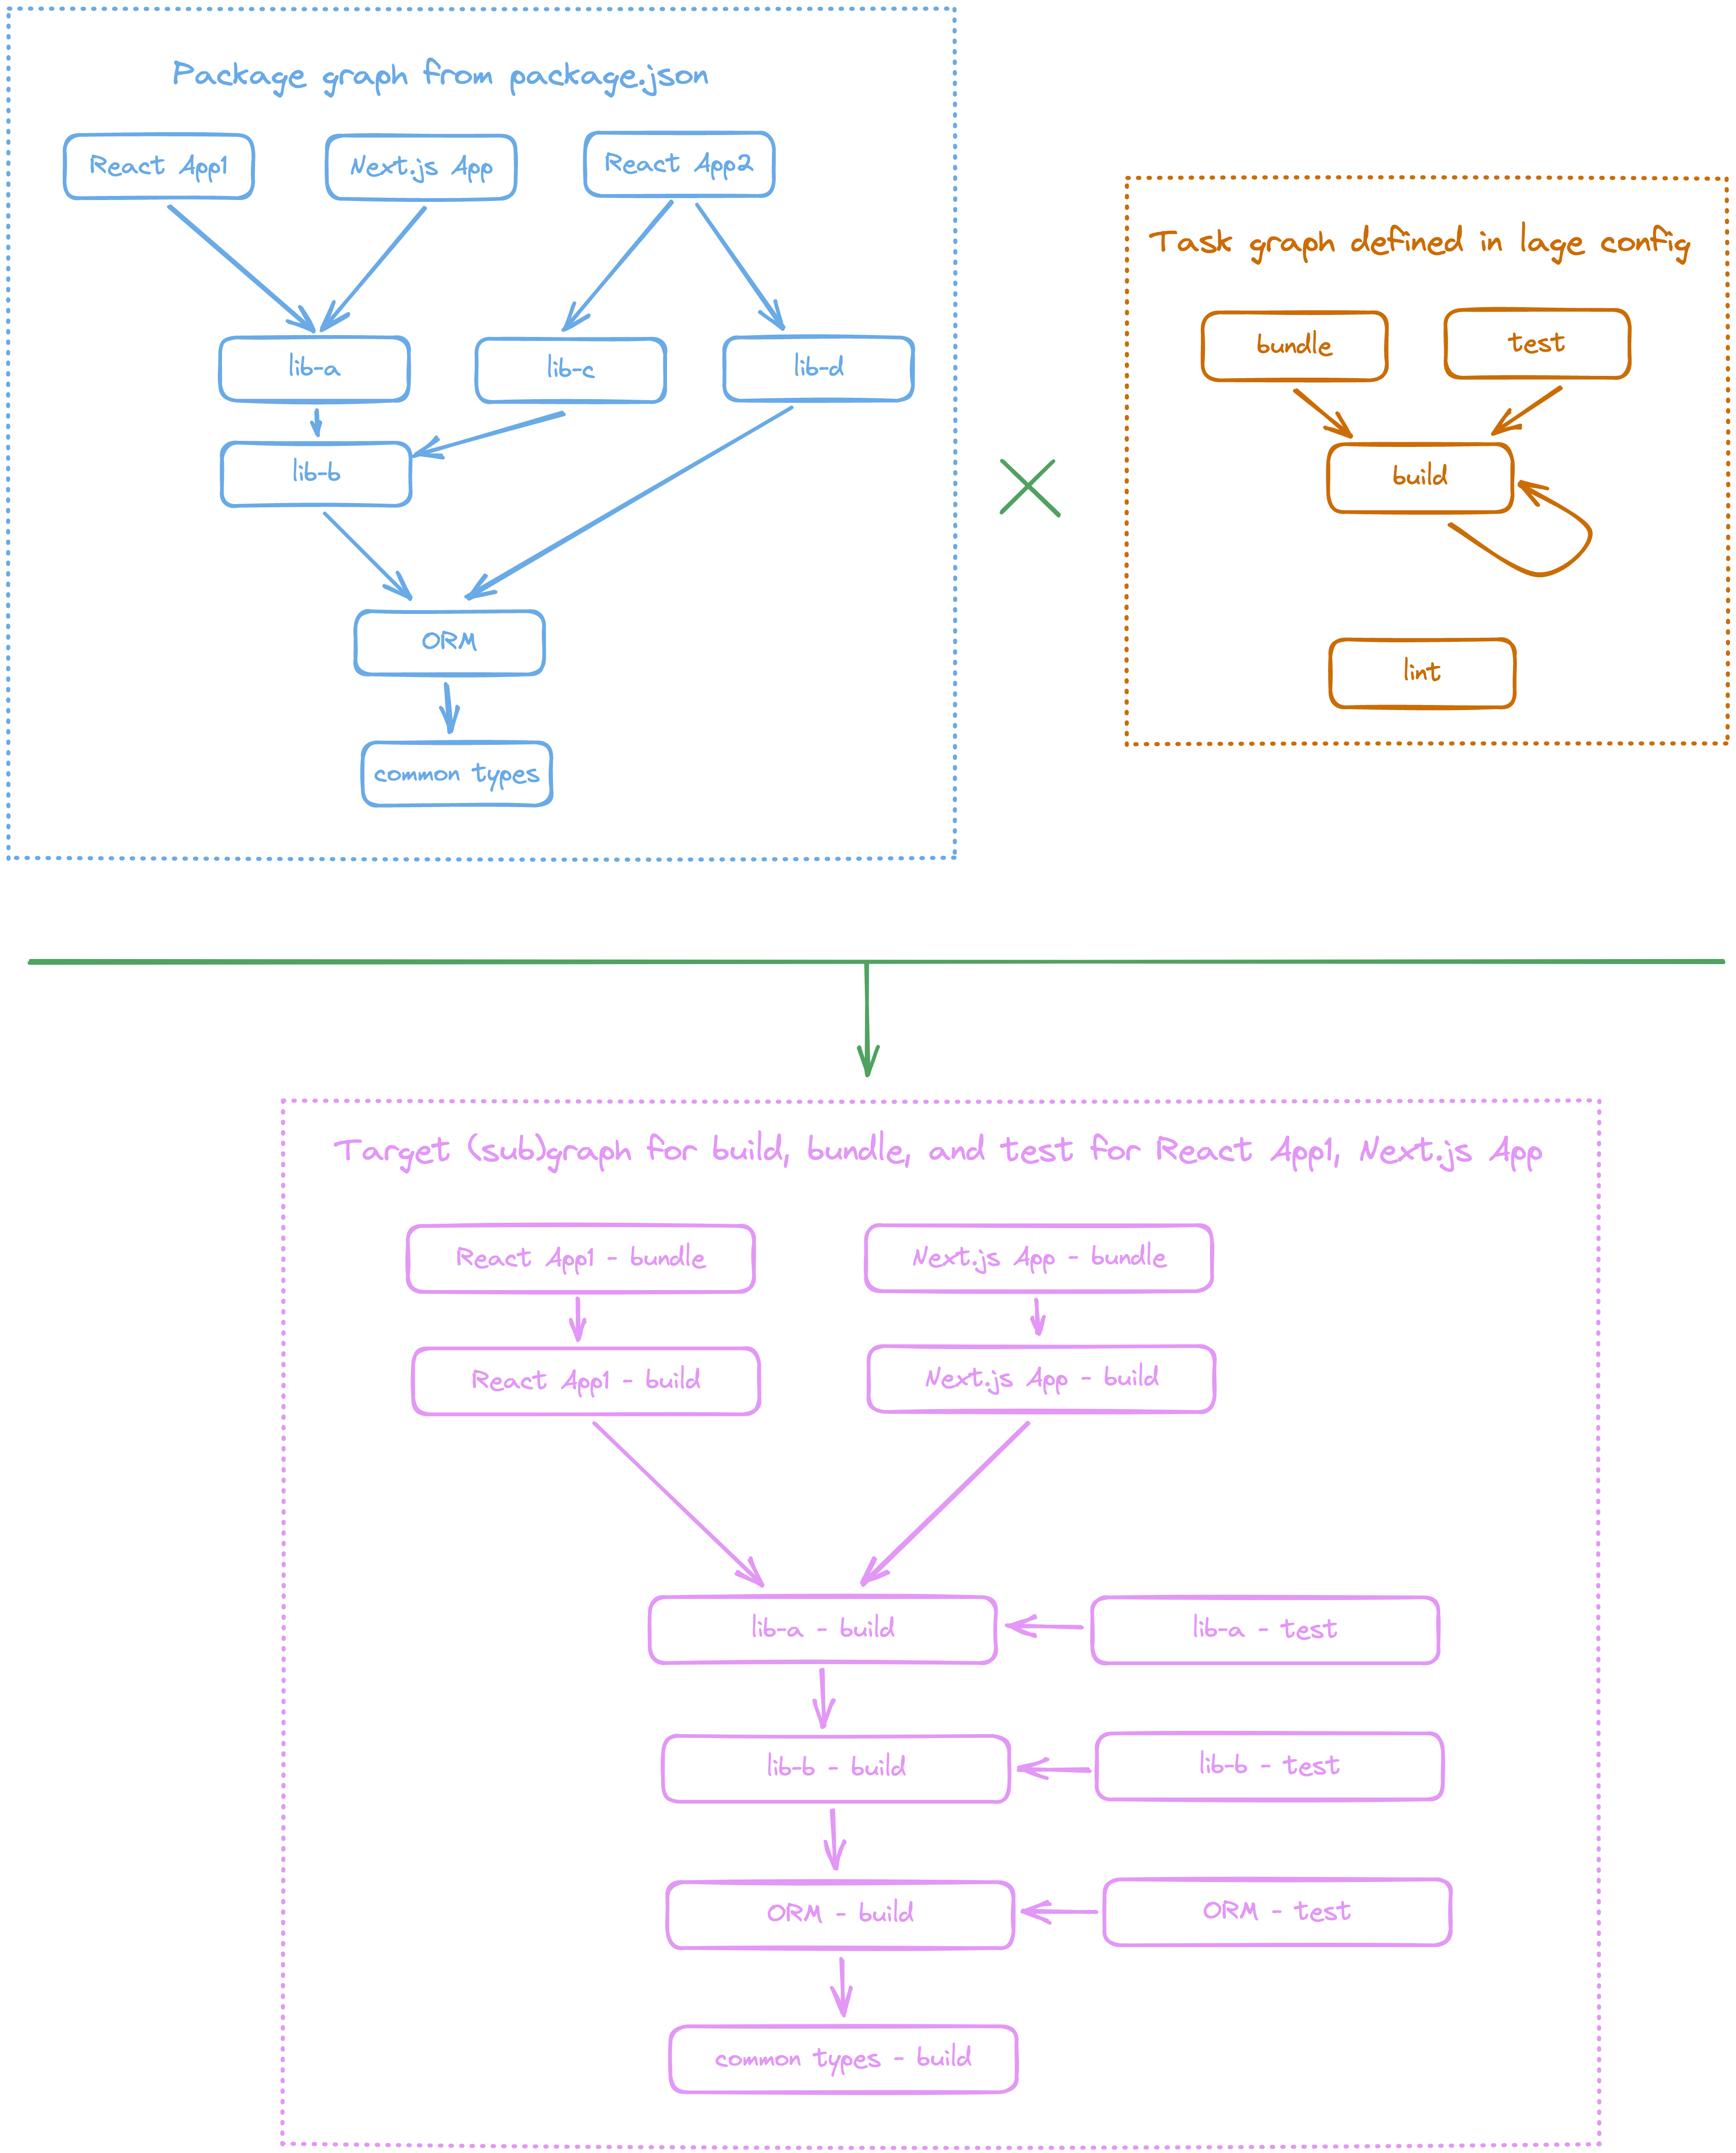 Package graph from package.json
React App1
Next.js App
React App2
lib-a
lib-c
lib-d
lib-b
ORM
common types
Task graph defined in lage config
bundle
test
build
lint
Target (sub)graph for build, bundle, and test for React App1, Next.js App
React App1 - bundle
Next.js App - bundle
React App1 - build
Next.js App - build
lib-a - build
lib-a - test
lib-b - build
lib-b - test
ORM - build
ORM - test
common types - build